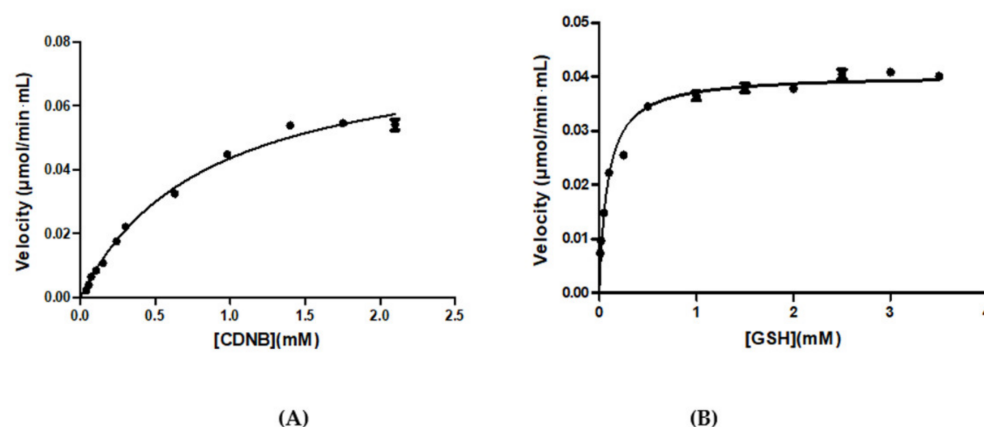 0.08
0.06
0.04
0.02
0.00
Velocity (µmol/min·mL)
0.0 0.5 1.0 1.5 2.0 2.5
[CDNB](mM)
(A)
0.05
0.04
0.03
0.02
0.01
0.00
Velocity (µmol/min·mL)
0 1 2 3 4
[GSH](mM)
(B)